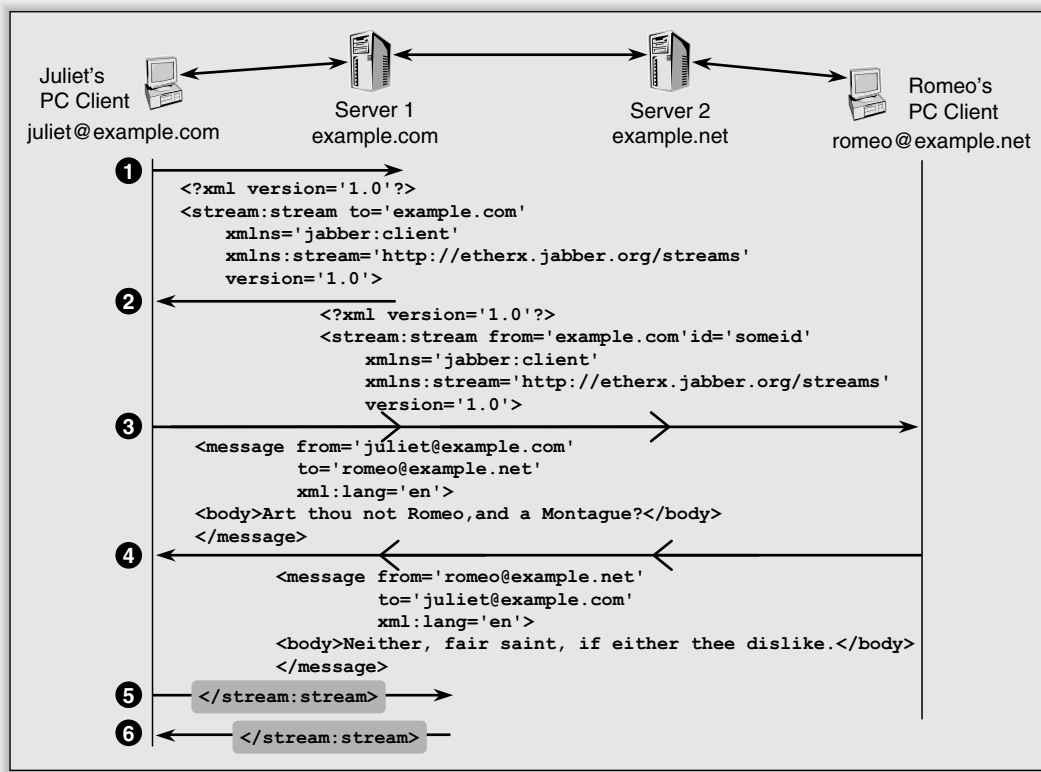 Juliet's
PC Client
juliet@example.com
Server 1
example.com
Server 2
example.net
Romeo's
PC Client
romeo@example.net
1
<?xml version='1.0'?>
<stream:stream to='example.com'
xmlns='jabber:client'
xmlns:stream='http://etherx.jabber.org/streams'
version='1.0'>
2
<?xml version='1.0'?>
<stream:stream from='example.com'id='someid'
xmlns='jabber:client'
xmlns:stream='http://etherx.jabber.org/streams'
version='1.0'>
3
<message from='juliet@example.com'
to='romeo@example.net'
xml:lang='en'>
<body>Art thou not Romeo,and a Montague?</body>
</message>
4
<message from='romeo@example.net'
to='juliet@example.com'
xml:lang='en'>
<body>Neither, fair saint, if either thee dislike.</body>
</message>
5
</stream:stream>
6
</stream:stream>